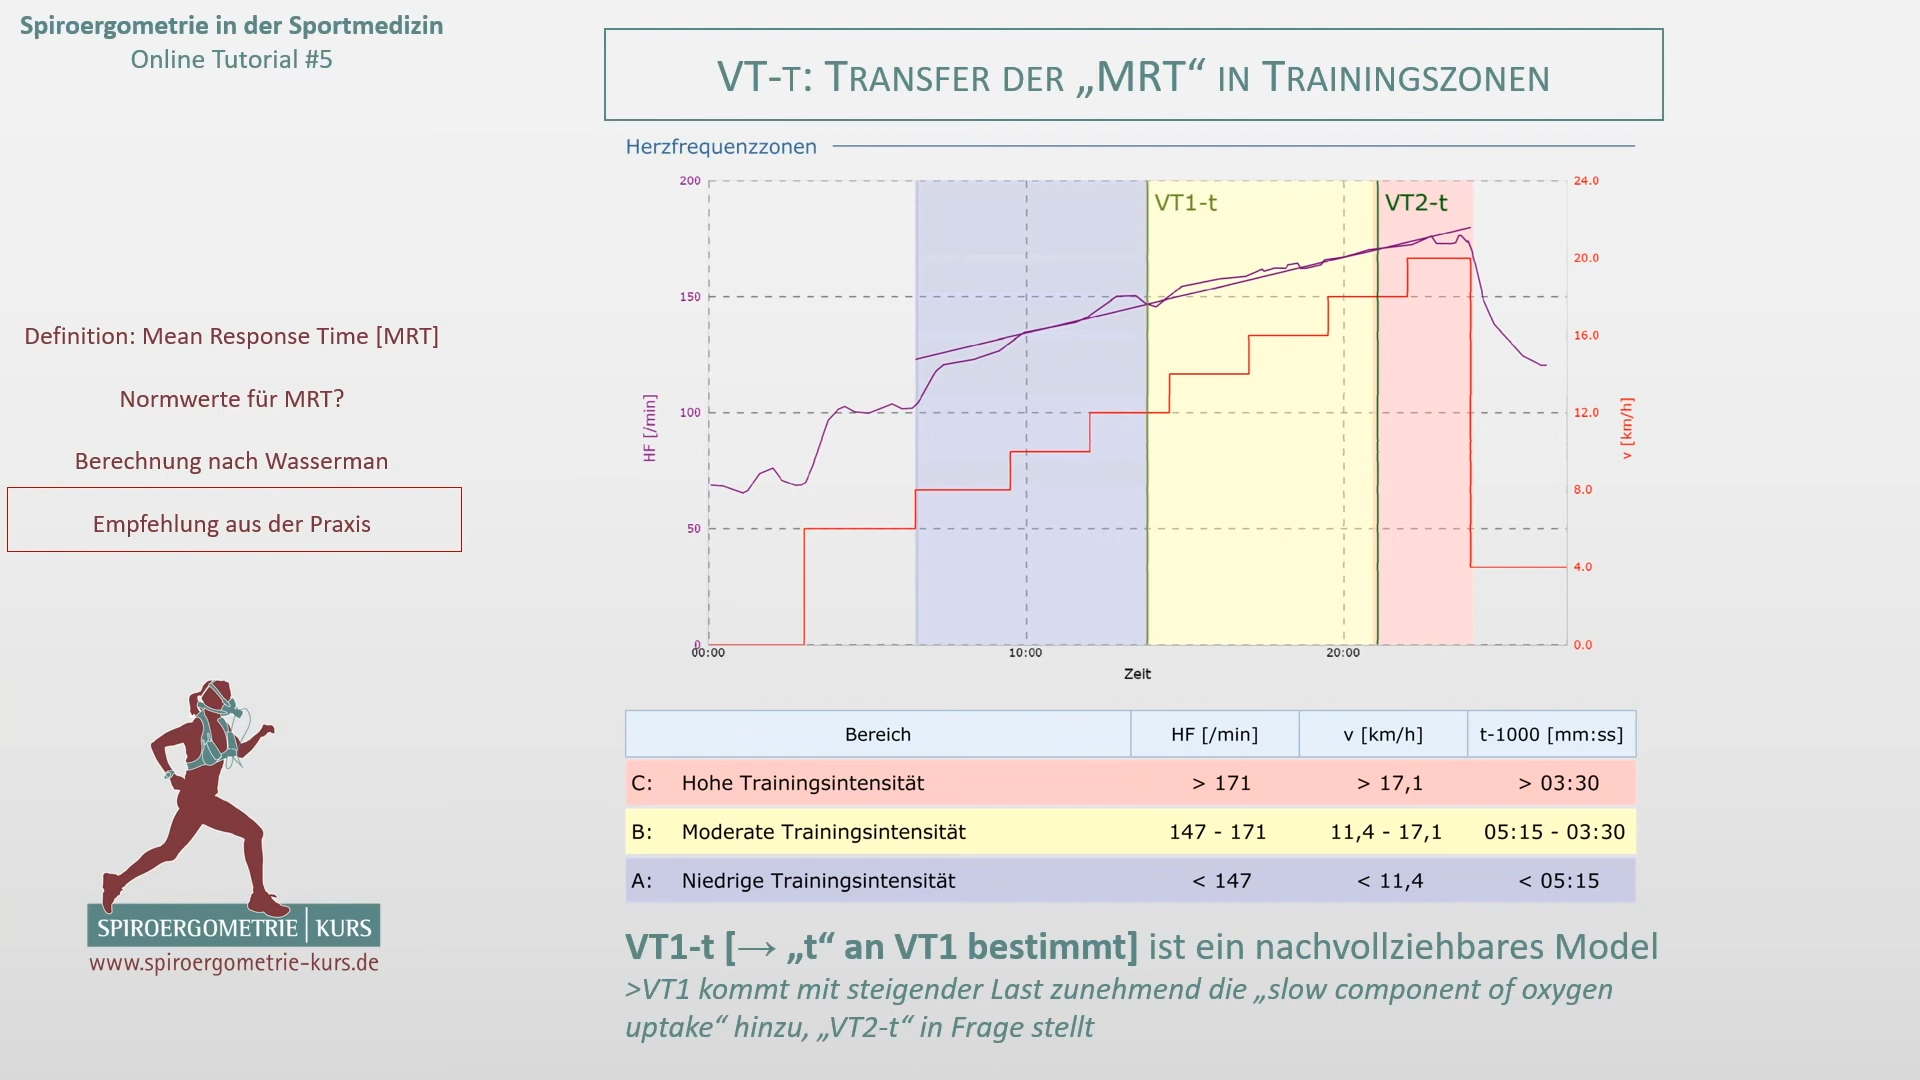 Spiroergometrie in der Sportmedizin
Online Tutorial #5
VT-T: TRANSFER DER „MRT“ IN TRAININGSZONEN
Definition: Mean Response Time [MRT]
Normwerte für MRT?
Berechnung nach Wasserman
Empfehlung aus der Praxis
SPIROERGOMETRIE | KURS
www.spiroergometrie-kurs.de
Herzfrequenzzonen
200
150
100
50
0
HF [/min]
VT1-t
VT2-t
24.0
20.0
16.0
12.0
8.0
4.0
0.0
v [km/h]
00:00 10:00 20:00
Zeit
Bereich HF [/min] v [km/h] t-1000 [mm:ss]
C: Hohe Trainingsintensität > 171 > 17,1 > 03:30
B: Moderate Trainingsintensität 147 - 171 11,4 - 17,1 05:15 - 03:30
A: Niedrige Trainingsintensität < 147 < 11,4 < 05:15
VT1-t [→ „t“ an VT1 bestimmt] ist ein nachvollziehbares Model
>VT1 kommt mit steigender Last zunehmend die „slow component of oxygen
uptake“ hinzu, „VT2-t“ in Frage stellt